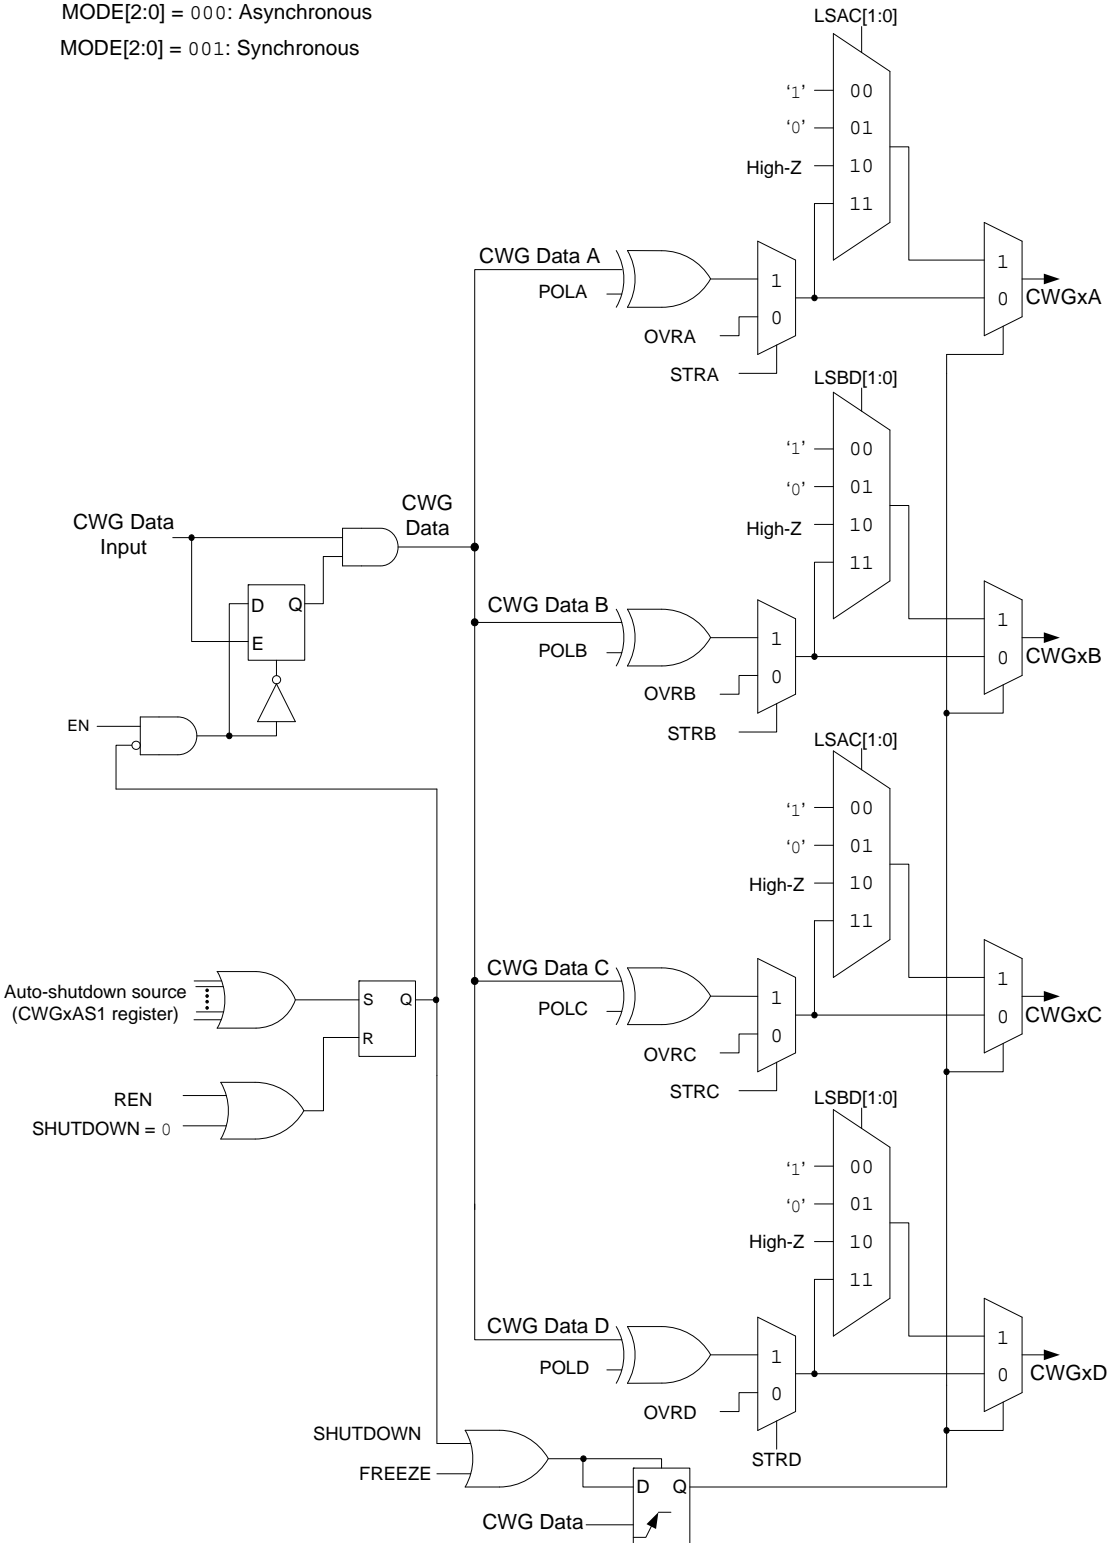 MODE[2:0] = 000: Asynchronous
MODE[2:0] = 001: Synchronous
LSAC[1:0]
‘1’ 00
‘0’ 01
High-Z 10
11
CWG Data A
POLA
1
0
OVRA
STRA
1
0
CWGxA
LSBD[1:0]
‘1’ 00
‘0’ 01
High-Z 10
11
CWG Data Input
CWG Data
D Q
E
EN
CWG Data B
POLB
1
0
OVRB
STRB
1
0
CWGxB
LSAC[1:0]
‘1’ 00
‘0’ 01
High-Z 10
11
CWG Data C
POLC
1
0
OVRC
STRC
1
0
CWGxC
Auto-shutdown source
(CWGxAS1 register)
S Q
R
REN
SHUTDOWN = 0
LSBD[1:0]
‘1’ 00
‘0’ 01
High-Z 10
11
CWG Data D
POLD
1
0
OVRD
STRD
1
0
CWGxD
SHUTDOWN
FREEZE
D Q
CWG Data